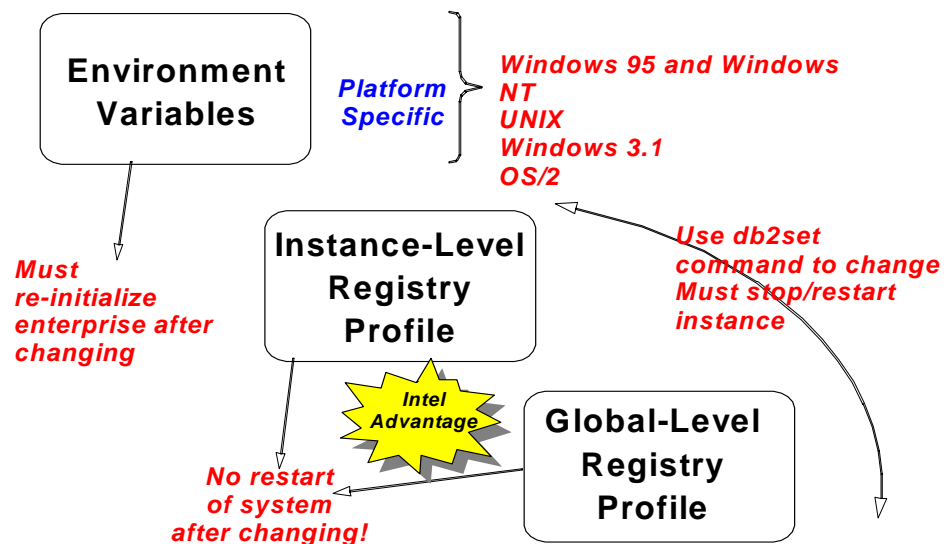 Environment
Variables
Platform
Specific
Windows 95 and Windows
NT
UNIX
Windows 3.1
OS/2
Must
re-initialize
enterprise after
changing
Instance-Level
Registry
Profile
Use db2set
command to change
Must stop/restart
instance
Intel
Advantage
Global-Level
Registry
Profile
No restart
of system
after changing!